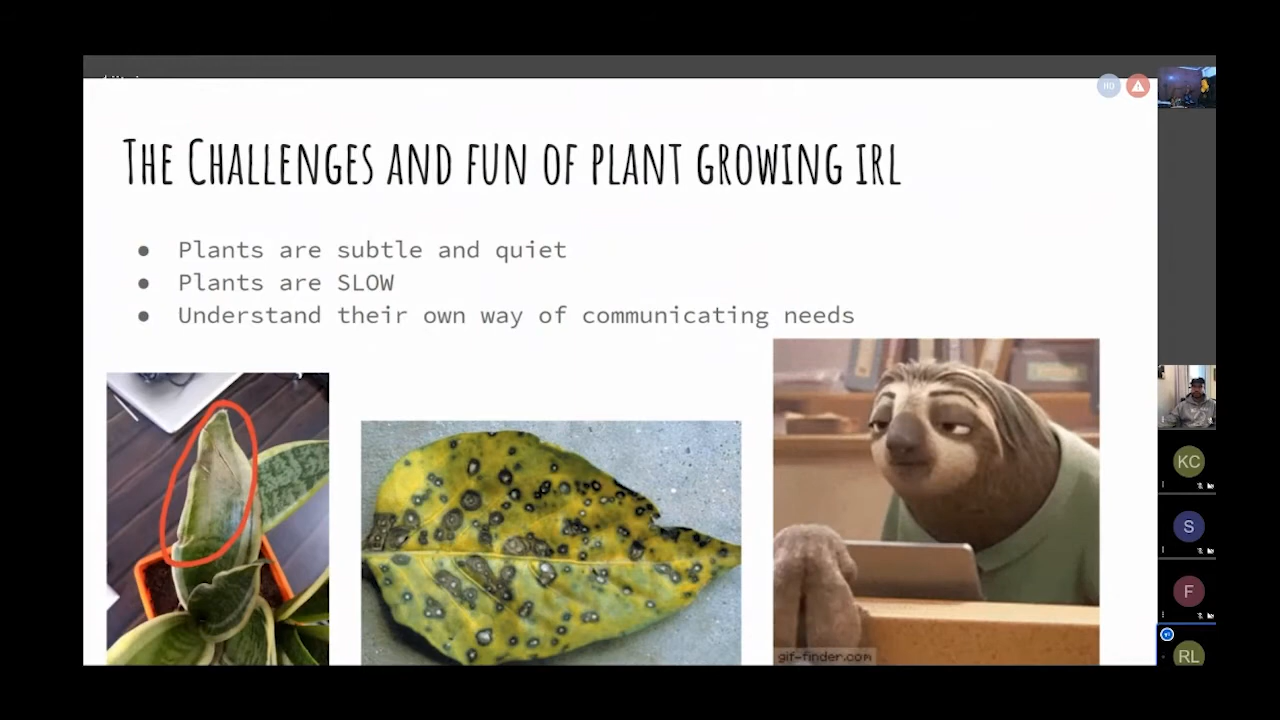 HO
The Challenges and fun of plant growing irl
Plants are subtle and quiet
Plants are SLOW
Understand their own way of communicating needs
gif-finder.com
KC
S
F
RL